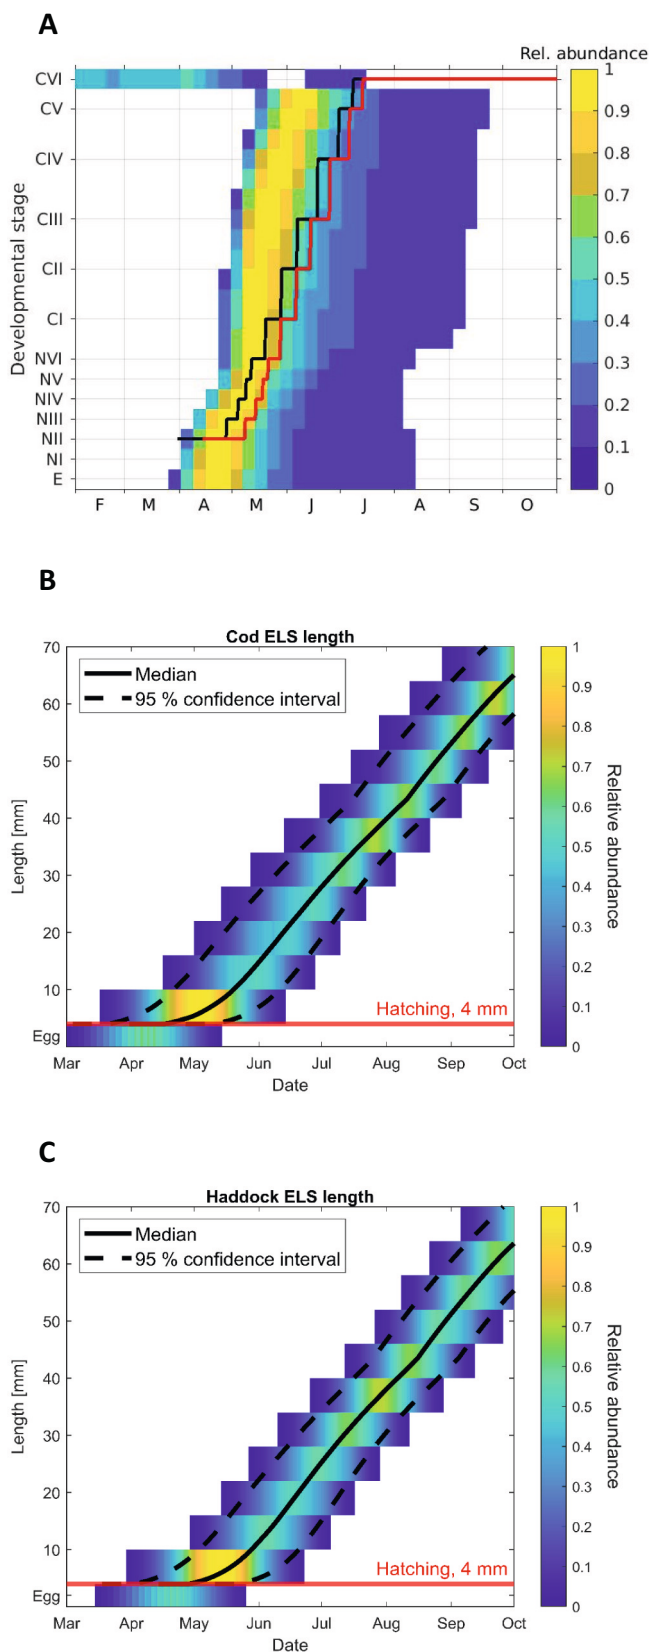 A
Rel. abundance
CVI
CV
CIV
CIII
CII
CI
NVI
NV
NIV
NIII
NII
NI
E
Developmental stage
F M A M J J A S O
1
0.9
0.8
0.7
0.6
0.5
0.4
0.3
0.2
0.1
0
B
Cod ELS length
Median
95 % confidence interval
70
60
50
40
30
20
10
Egg
Length [mm]
Hatching, 4 mm
Mar Apr May Jun Jul Aug Sep Oct
Date
1
0.9
0.8
0.7
0.6
0.5
0.4
0.3
0.2
0.1
0
Relative abundance
C
Haddock ELS length
Median
95 % confidence interval
70
60
50
40
30
20
10
Egg
Length [mm]
Hatching, 4 mm
Mar Apr May Jun Jul Aug Sep Oct
Date
1
0.9
0.8
0.7
0.6
0.5
0.4
0.3
0.2
0.1
0
Relative abundance